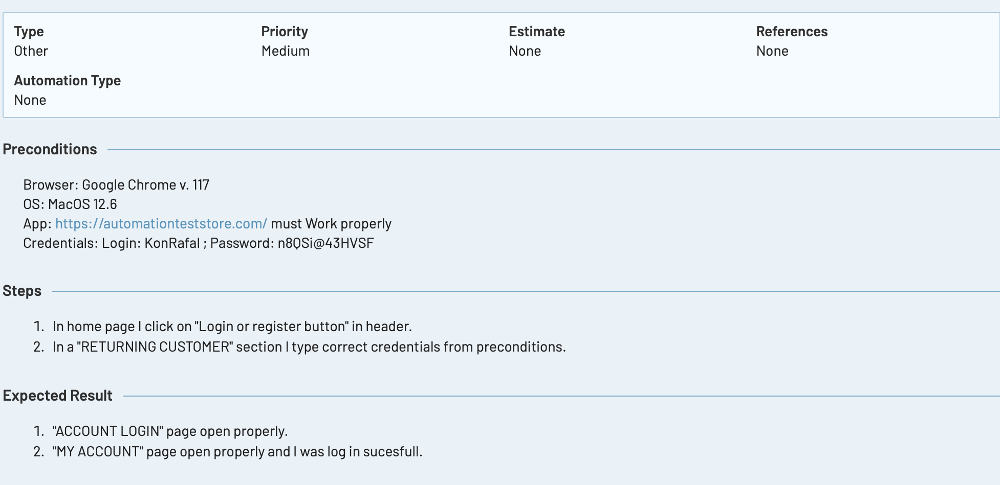 Type Priority Estimate References
Other Medium None None
Automation Type
None
Preconditions
Browser: Google Chrome v. 117
OS: MacOS 12.6
App: https://automationteststore.com/ must Work properly
Credentials: Login: KonRafal ; Password: n8QSi@43HVSF
Steps
1. In home page I click on "Login or register button" in header.
2. In a "RETURNING CUSTOMER" section I type correct credentials from preconditions.
Expected Result
1. "ACCOUNT LOGIN" page open properly.
2. "MY ACCOUNT" page open properly and I was log in sucesfull.